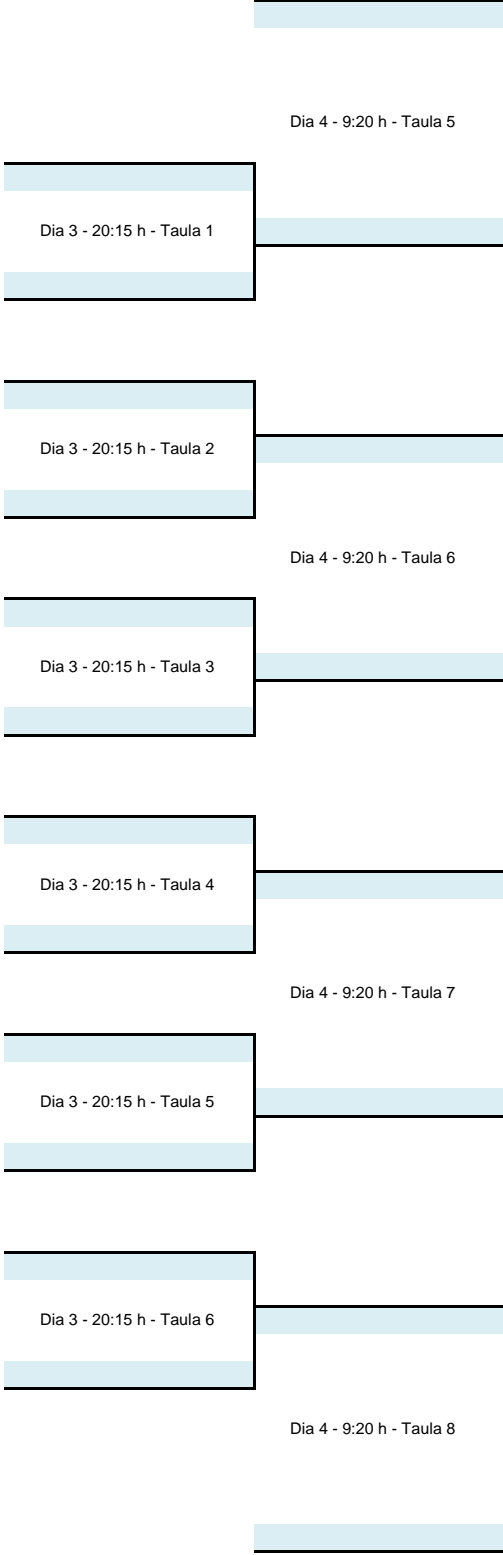 Dia 4 - 9:20 h - Taula 5
Dia 3 - 20:15 h - Taula 1
Dia 3 - 20:15 h - Taula 2
Dia 4 - 9:20 h - Taula 6
Dia 3 - 20:15 h - Taula 3
Dia 3 - 20:15 h - Taula 4
Dia 4 - 9:20 h - Taula 7
Dia 3 - 20:15 h - Taula 5
Dia 3 - 20:15 h - Taula 6
Dia 4 - 9:20 h - Taula 8